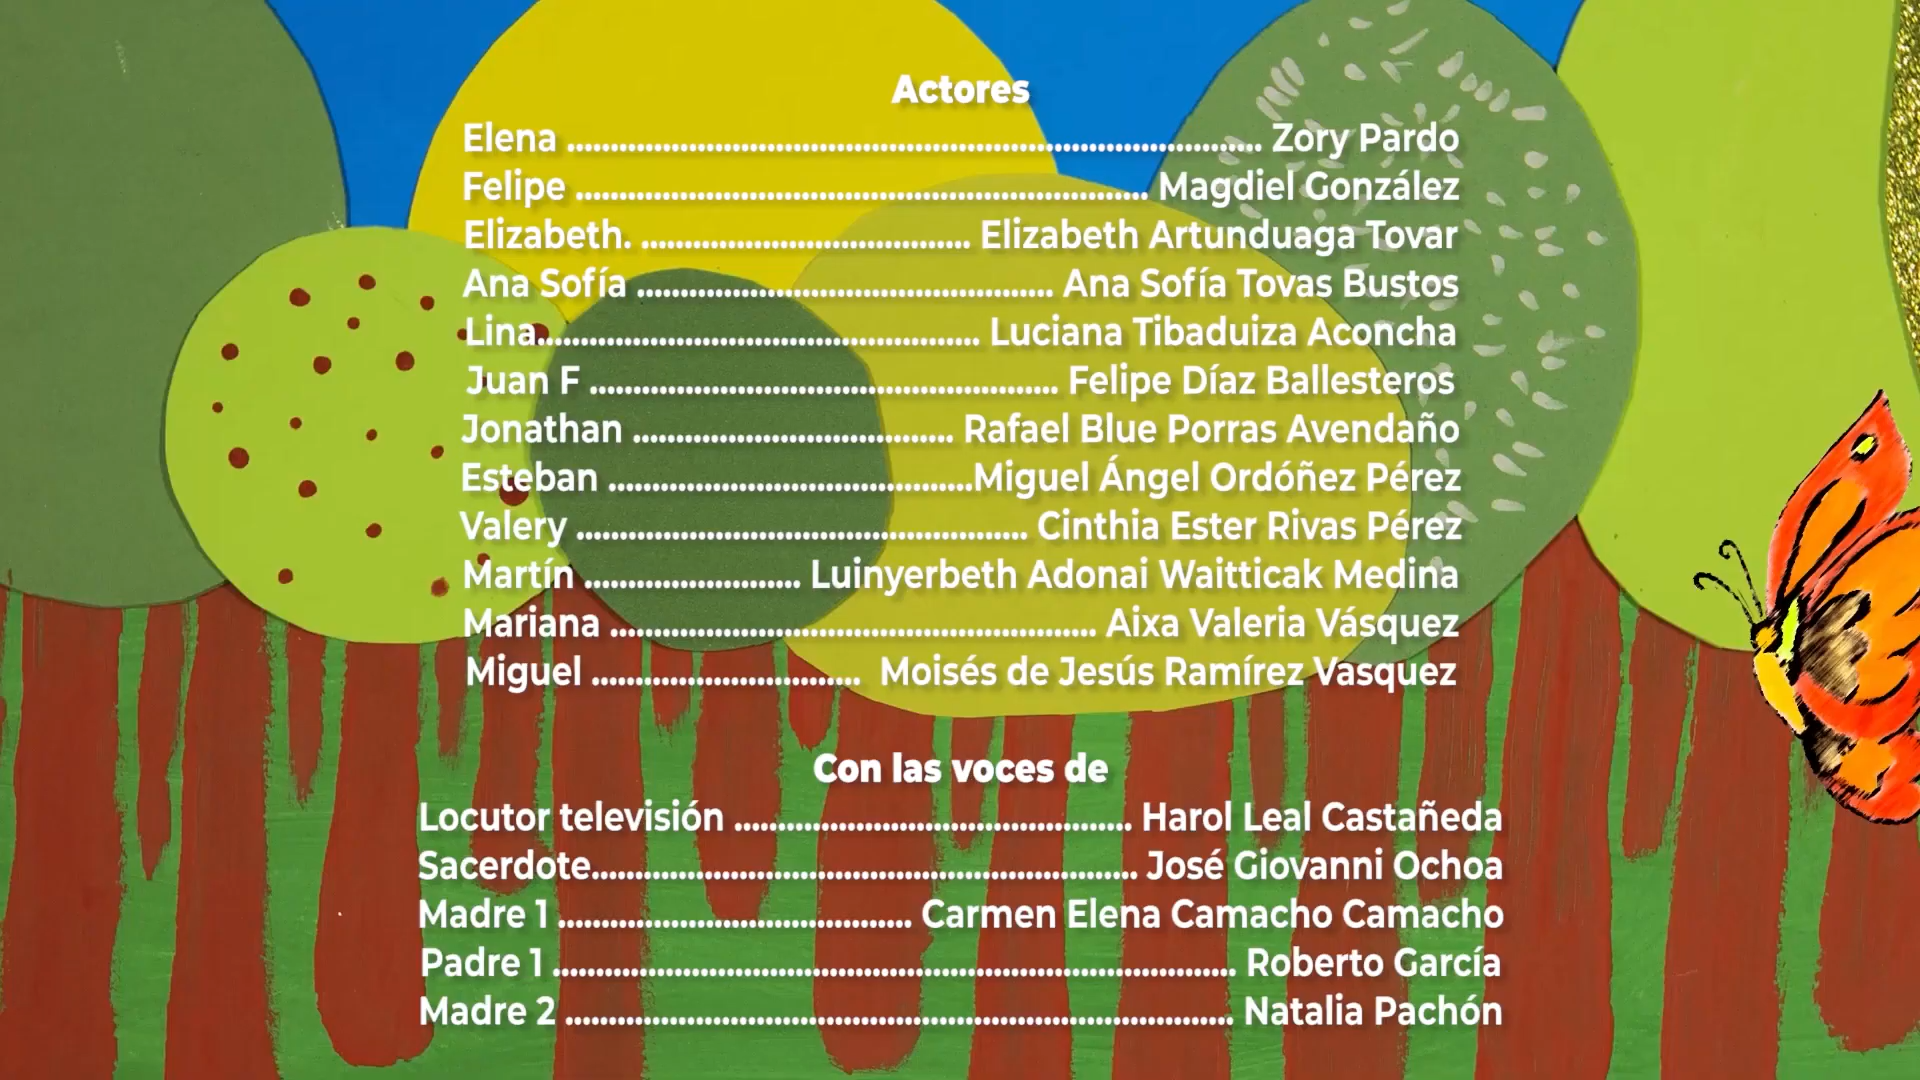 Actores
Elena ........................................................................ Zory Pardo
Felipe ........................................................... Magdiel González
Elizabeth. .................................. Elizabeth Artunduaga Tovar
Ana Sofía ........................................... Ana Sofía Tovas Bustos
Lina.............................................. Luciana Tibaduiza Aconcha
Juan F ................................................ Felipe Díaz Ballesteros
Jonathan ................................. Rafael Blue Porras Avendaño
Esteban ......................................Miguel Ángel Ordóñez Pérez
Valery ............................................... Cinthia Ester Rivas Pérez
Martín ...................... Luinyerbeth Adonai Waitticak Medina
Mariana .................................................. Aixa Valeria Vásquez
Miguel ............................ Moisés de Jesús Ramírez Vasquez
Con las voces de
Locutor televisión ......................................... Harol Leal Castañeda
Sacerdote......................................................... José Giovanni Ochoa
Madre 1 .................................... Carmen Elena Camacho Camacho
Padre 1 ....................................................................... Roberto García
Madre 2 ..................................................................... Natalia Pachón